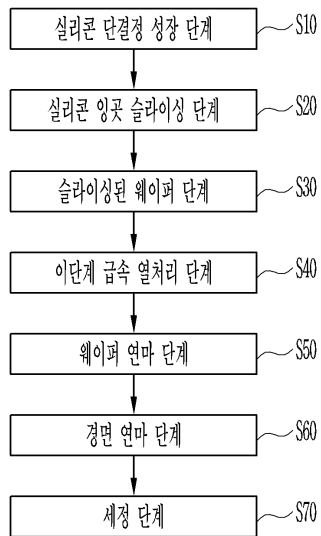 실리콘 단결정 성장 단계 S10
실리콘 잉곳 슬라이싱 단계 S20
슬라이싱된 웨이퍼 단계 S30
이단계 급속 열처리 단계 S40
웨이퍼 연마 단계 S50
경면 연마 단계 S60
세정 단계 S70